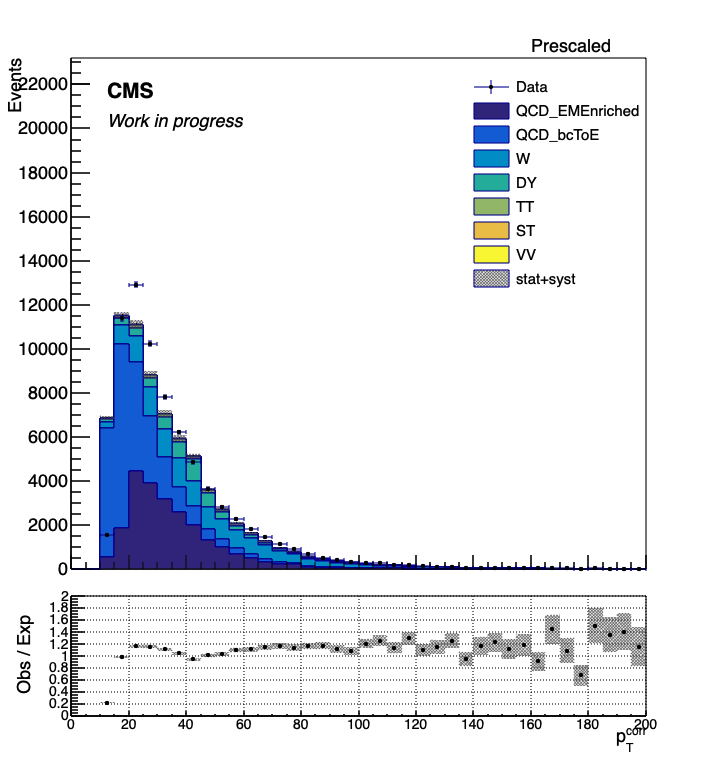 Prescaled
Events
CMS
Work in progress
Data
QCD_EMEnriched
QCD_bcToE
W
DY
TT
ST
VV
stat+syst
22000
20000
18000
16000
14000
12000
10000
8000
6000
4000
2000
0
Obs / Exp
2
1.8
1.6
1.4
1.2
1
0.8
0.6
0.4
0.2
0
0 20 40 60 80 100 120 140 160 180 200
p_T^corr